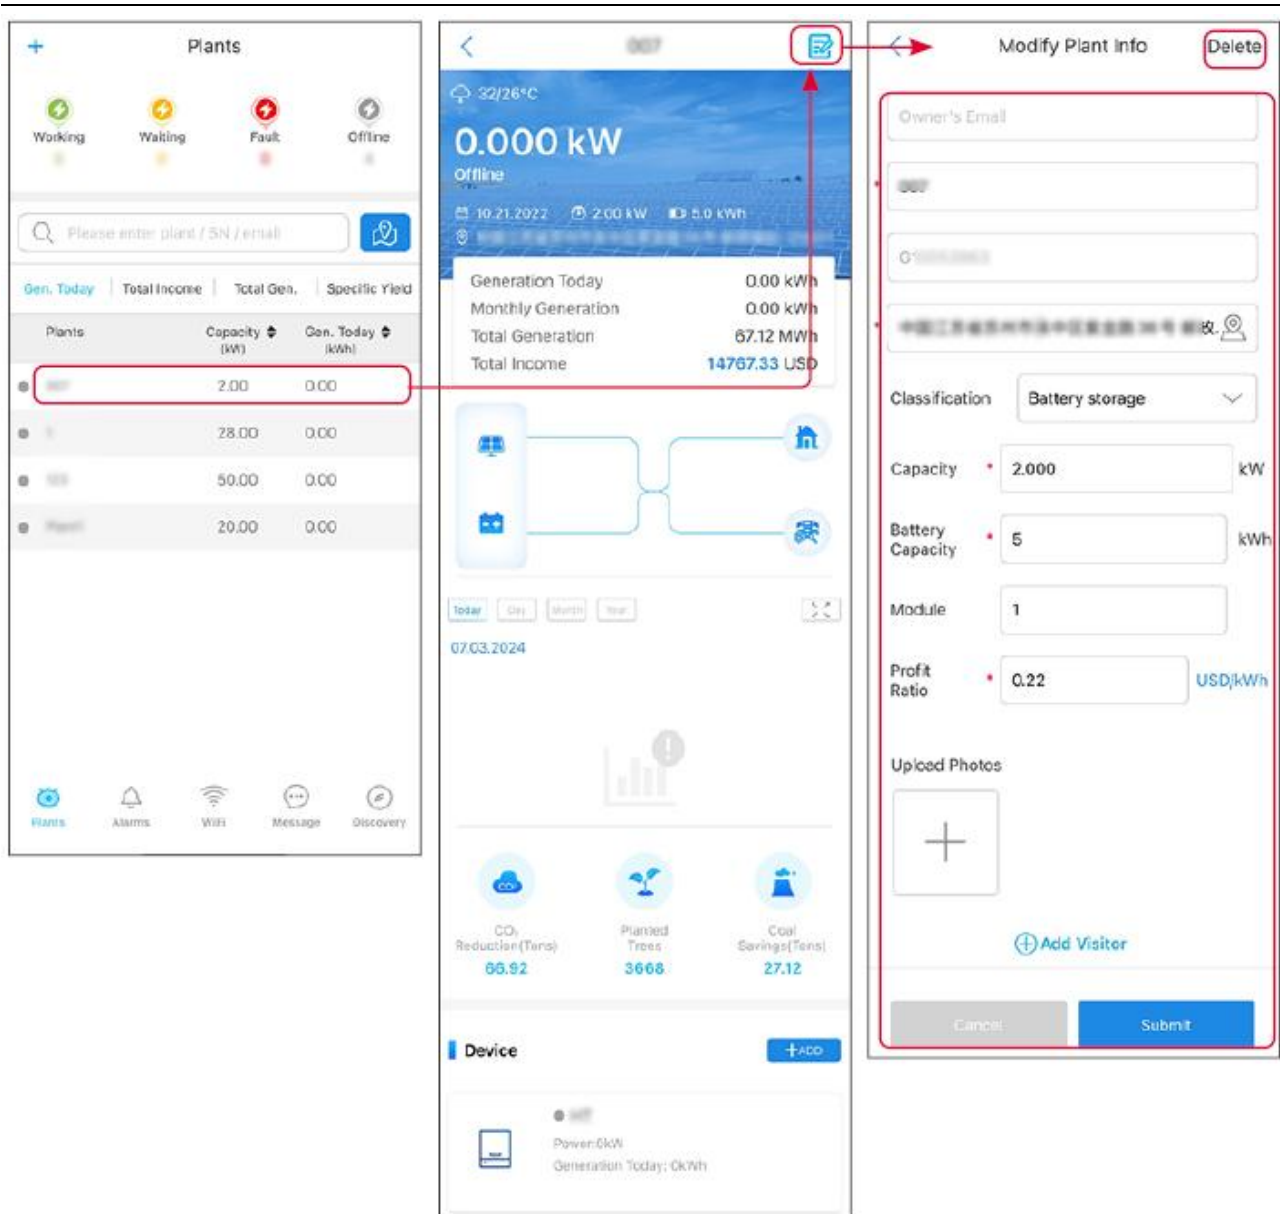 Plants
Working
Waiting
Fault
Offline
Please enter plant / SN / email
Gen. Today
Total Income
Total Gen.
Specific Yield
Plants
Capacity
(kW)
Gen. Today
(kWh)
2.00
0.00
28.00
0.00
50.00
0.00
20.00
0.00
Plants
Alarms
WiFi
Message
Discovery
007
32/26°C
0.000 kW
Offline
10.21.2022
2.00 kW
5.0 kWh
Generation Today
0.00 kWh
Monthly Generation
0.00 kWh
Total Generation
67.12 MWh
Total Income
14767.33 USD
Today
Day
Month
Year
07.03.2024
CO₂
Reduction(Tons)
66.92
Planted
Trees
3668
Coal
Savings(Tons)
27.12
Device
+ADD
Power:0kW
Generation Today: 0kWh
Modify Plant Info
Delete
Owner's Email
007
Classification
Battery storage
Capacity
*
2.000
kW
Battery
Capacity
*
5
kWh
Module
1
Profit
Ratio
*
0.22
USD/kWh
Upload Photos
Add Visitor
Cancel
Submit